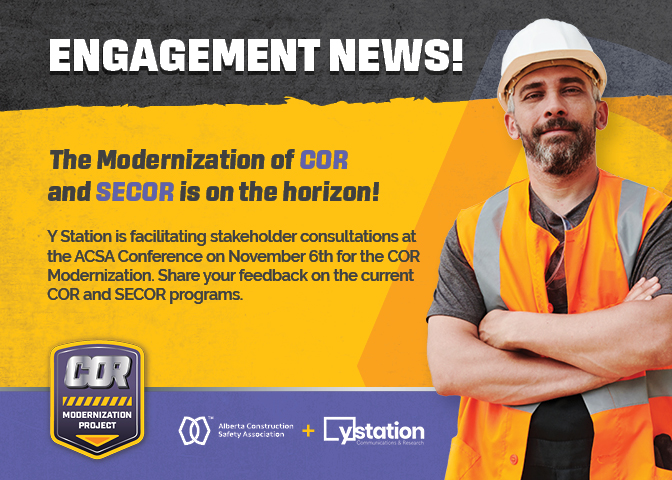 ENGAGEMENT NEWS!
The Modernization of COR
and SECOR is on the horizon!
Y Station is facilitating stakeholder consultations at
the ACSA Conference on November 6th for the COR
Modernization. Share your feedback on the current
COR and SECOR programs.
COR
MODERNIZATION
PROJECT
TM
Alberta Construction
Safety Association
+
ystation
Communications & Research